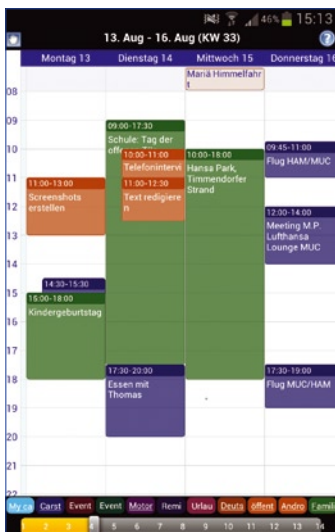 46% 15:13
13. Aug - 16. Aug (KW 33)
?
Montag 13 Dienstag 14 Mittwoch 15 Donnerstag 16
Mariä Himmelfahr
t
08
09
10
11
12
13
14
15
16
17
18
19
20
21
22
11:00-13:00
Screenshots
erstellen
14:30-15:30
15:00-18:00
Kindergeburtstag
09:00-17:30
Schule: Tag der
10:00-11:00
Telefonintervi
11:00-12:30
Text redigiere
n
17:30-20:00
Essen mit
Thomas
10:00-18:00
Hansa Park,
Timmendorfer
Strand
09:45-11:00
Flug HAM/MUC
12:00-14:00
Meeting M.P.
Lufthansa
Lounge MUC
17:30-19:00
Flug MUC/HAM
My ca Carst Event Event Motor Remi Urlau Deuts öffent Andro Famili
1 2 3 4 5 6 7 8 9 10 11 12 13 14